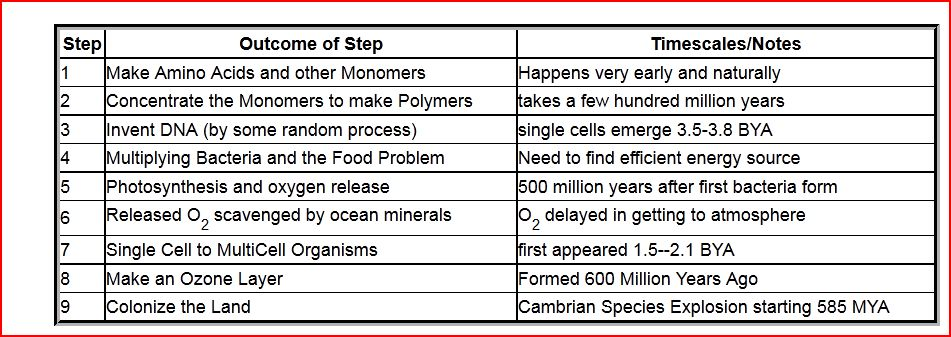 Step Outcome of Step Timescales/Notes
1 Make Amino Acids and other Monomers Happens very early and naturally
2 Concentrate the Monomers to make Polymers takes a few hundred million years
3 Invent DNA (by some random process) single cells emerge 3.5-3.8 BYA
4 Multiplying Bacteria and the Food Problem Need to find efficient energy source
5 Photosynthesis and oxygen release 500 million years after first bacteria form
6 Released O₂ scavenged by ocean minerals O₂ delayed in getting to atmosphere
7 Single Cell to MultiCell Organisms first appeared 1.5--2.1 BYA
8 Make an Ozone Layer Formed 600 Million Years Ago
9 Colonize the Land Cambrian Species Explosion starting 585 MYA